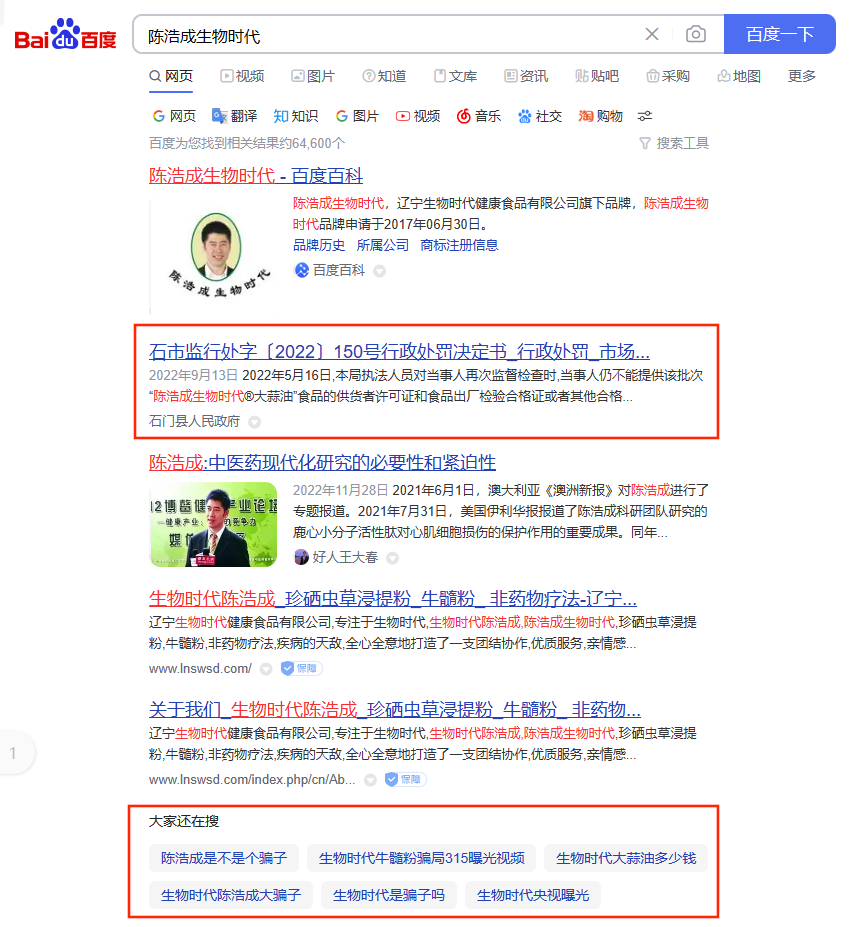 Bai du 百度 陈浩成生物时代 百度一下
网页 视频 图片 知道 文库 资讯 贴吧 采购 地图 更多
网页 翻译 知 知识 图片 视频 音乐 社交 淘 购物
百度为您找到相关结果约64,600个 搜索工具
陈浩成生物时代 - 百度百科
陈浩成生物时代，辽宁生物时代健康食品有限公司旗下品牌，陈浩成生物
时代品牌申请于2017年06月30日。
品牌历史 所属公司 商标注册信息
百度百科
陈浩成生物时代
石市监行处字〔2022〕150号行政处罚决定书_行政处罚_市场...
2022年9月13日 2022年5月16日,本局执法人员对当事人再次监督检查时,当事人仍不能提供该批次
“陈浩成生物时代®大蒜油”食品的供货者许可证和食品出厂检验合格证或者其他合格...
石门县人民政府
陈浩成:中医药现代化研究的必要性和紧迫性
2022年11月28日 2021年6月1日，澳大利亚《澳洲新报》对陈浩成进行了
专题报道。2021年7月31日，美国伊利华报报道了陈浩成科研团队研究的
鹿心小分子活性肽对心肌细胞损伤的保护作用的重要成果。同年...
好人王大春
生物时代陈浩成_珍硒虫草浸提粉_牛髓粉_ 非药物疗法-辽宁...
辽宁生物时代健康食品有限公司,专注于生物时代,生物时代陈浩成,陈浩成生物时代,珍硒虫草浸提
粉,牛髓粉,非药物疗法,疾病的天敌,全心全意地打造了一支团结协作,优质服务,亲情感...
www.lnswsd.com/ 保障
关于我们_生物时代陈浩成_珍硒虫草浸提粉_牛髓粉_ 非药物...
辽宁生物时代健康食品有限公司,专注于生物时代,生物时代陈浩成,陈浩成生物时代,珍硒虫草浸提
粉,牛髓粉,非药物疗法,疾病的天敌,全心全意地打造了一支团结协作,优质服务,亲情感...
1
www.lnswsd.com/index.php/cn/Ab... 保障
大家还在搜
陈浩成是不是个骗子 生物时代牛髓粉骗局315曝光视频 生物时代大蒜油多少钱
生物时代陈浩成大骗子 生物时代是骗子吗 生物时代央视曝光